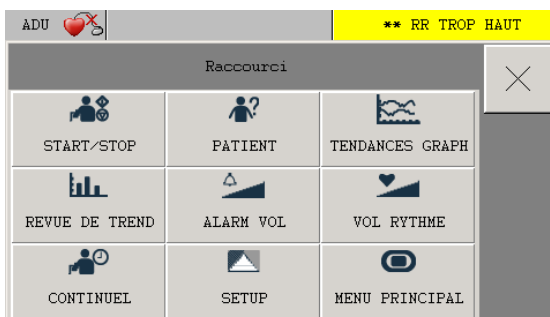 ADU ** RR TROP HAUT
Raccourci
START/STOP PATIENT TENDANCES GRAPH
REVUE DE TREND ALARM VOL VOL RYTHME
CONTINUEL SETUP MENU PRINCIPAL